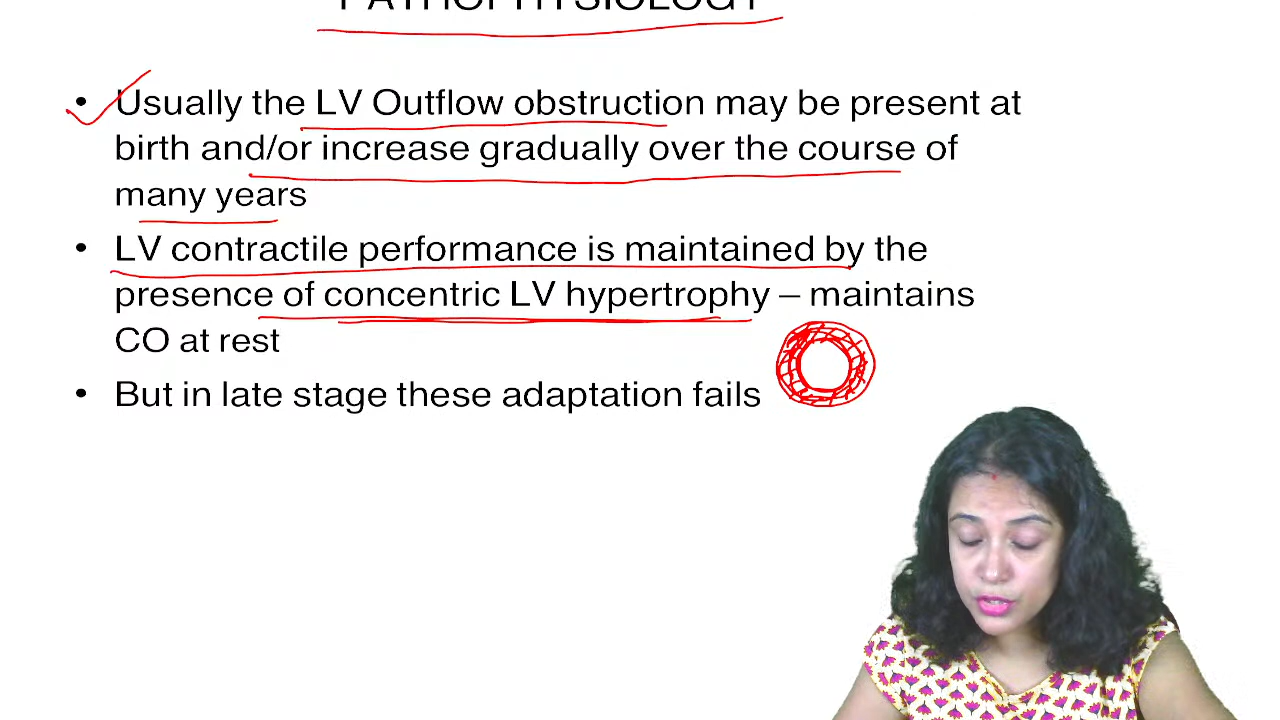 PATHOPHYSIOLOGY
• Usually the LV Outflow obstruction may be present at
birth and/or increase gradually over the course of
many years
• LV contractile performance is maintained by the
presence of concentric LV hypertrophy – maintains
CO at rest
• But in late stage these adaptation fails